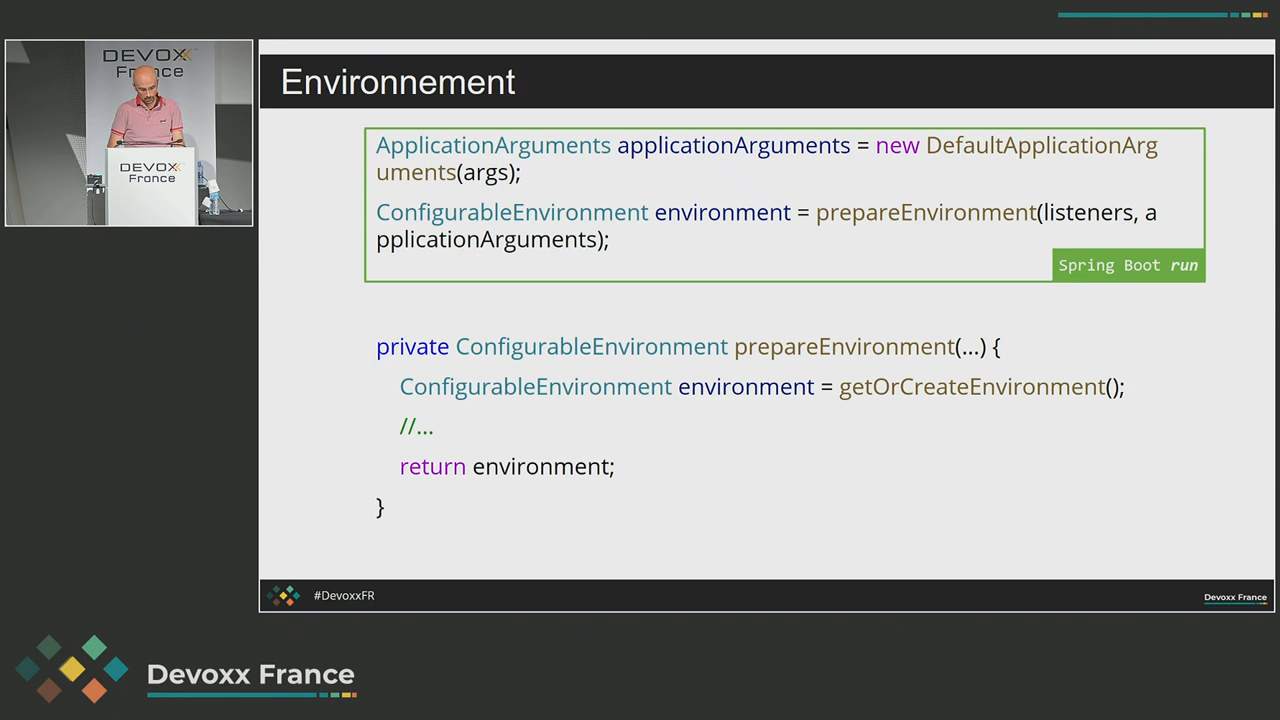 DEVOXX
France
DEVOXX
France
Environnement
ApplicationArguments applicationArguments = new DefaultApplicationArg
uments(args);
ConfigurableEnvironment environment = prepareEnvironment(listeners, a
pplicationArguments);
Spring Boot run
private ConfigurableEnvironment prepareEnvironment(...) {
ConfigurableEnvironment environment = getOrCreateEnvironment();
//...
return environment;
}
#DevoxxFR
Devoxx France
Devoxx France